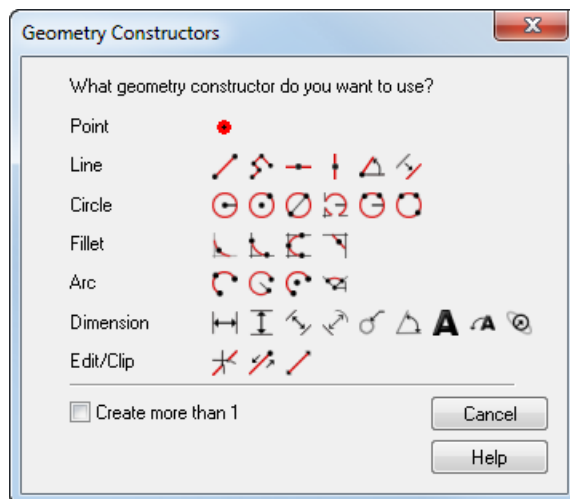 Geometry Constructors
What geometry constructor do you want to use?
Point
Line
Circle
Fillet
Arc
Dimension
A A
Edit/Clip
Create more than 1
Cancel
Help